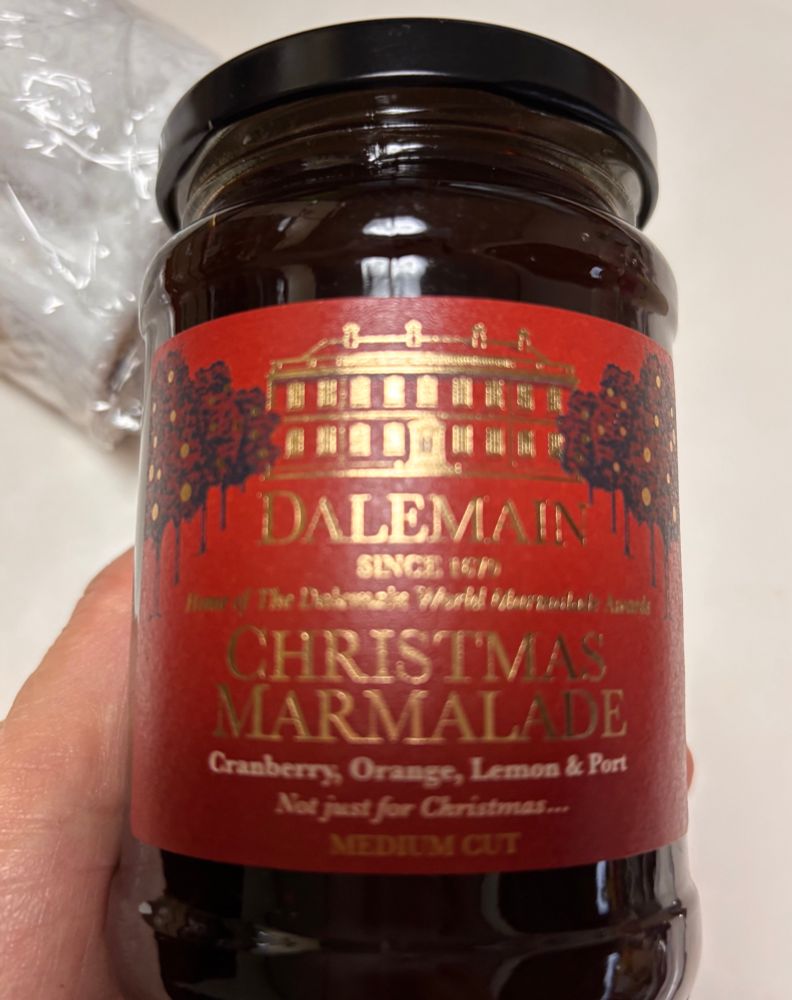 DALEMAIN
SINCE
Home of The Dalemain World Marmalade Awards
CHRISTMAS
MARMALADE
Cranberry, Orange, Lemon & Port
Not just for Christmas...
MEDIUM CUT